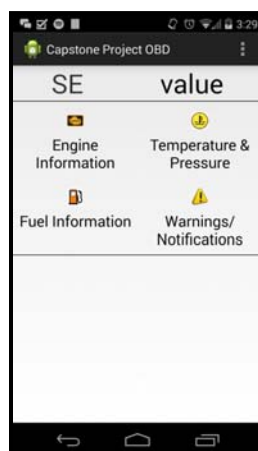 3:29
Capstone Project OBD
SE value
Engine
Information
Temperature &
Pressure
Fuel Information
Warnings/
Notifications